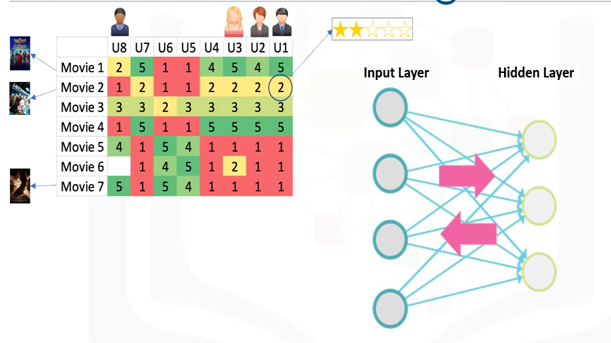 U8 U7 U6 U5 U4 U3 U2 U1
Movie 1 2 5 1 1 4 5 4 5
Movie 2 1 2 1 1 2 2 2 2
Movie 3 3 3 2 3 3 3 3 3
Movie 4 1 5 1 1 5 5 5 5
Movie 5 4 1 5 4 1 1 1 1
Movie 6 1 4 5 1 2 1 1
Movie 7 5 1 5 4 1 1 1 1
Input Layer
Hidden Layer